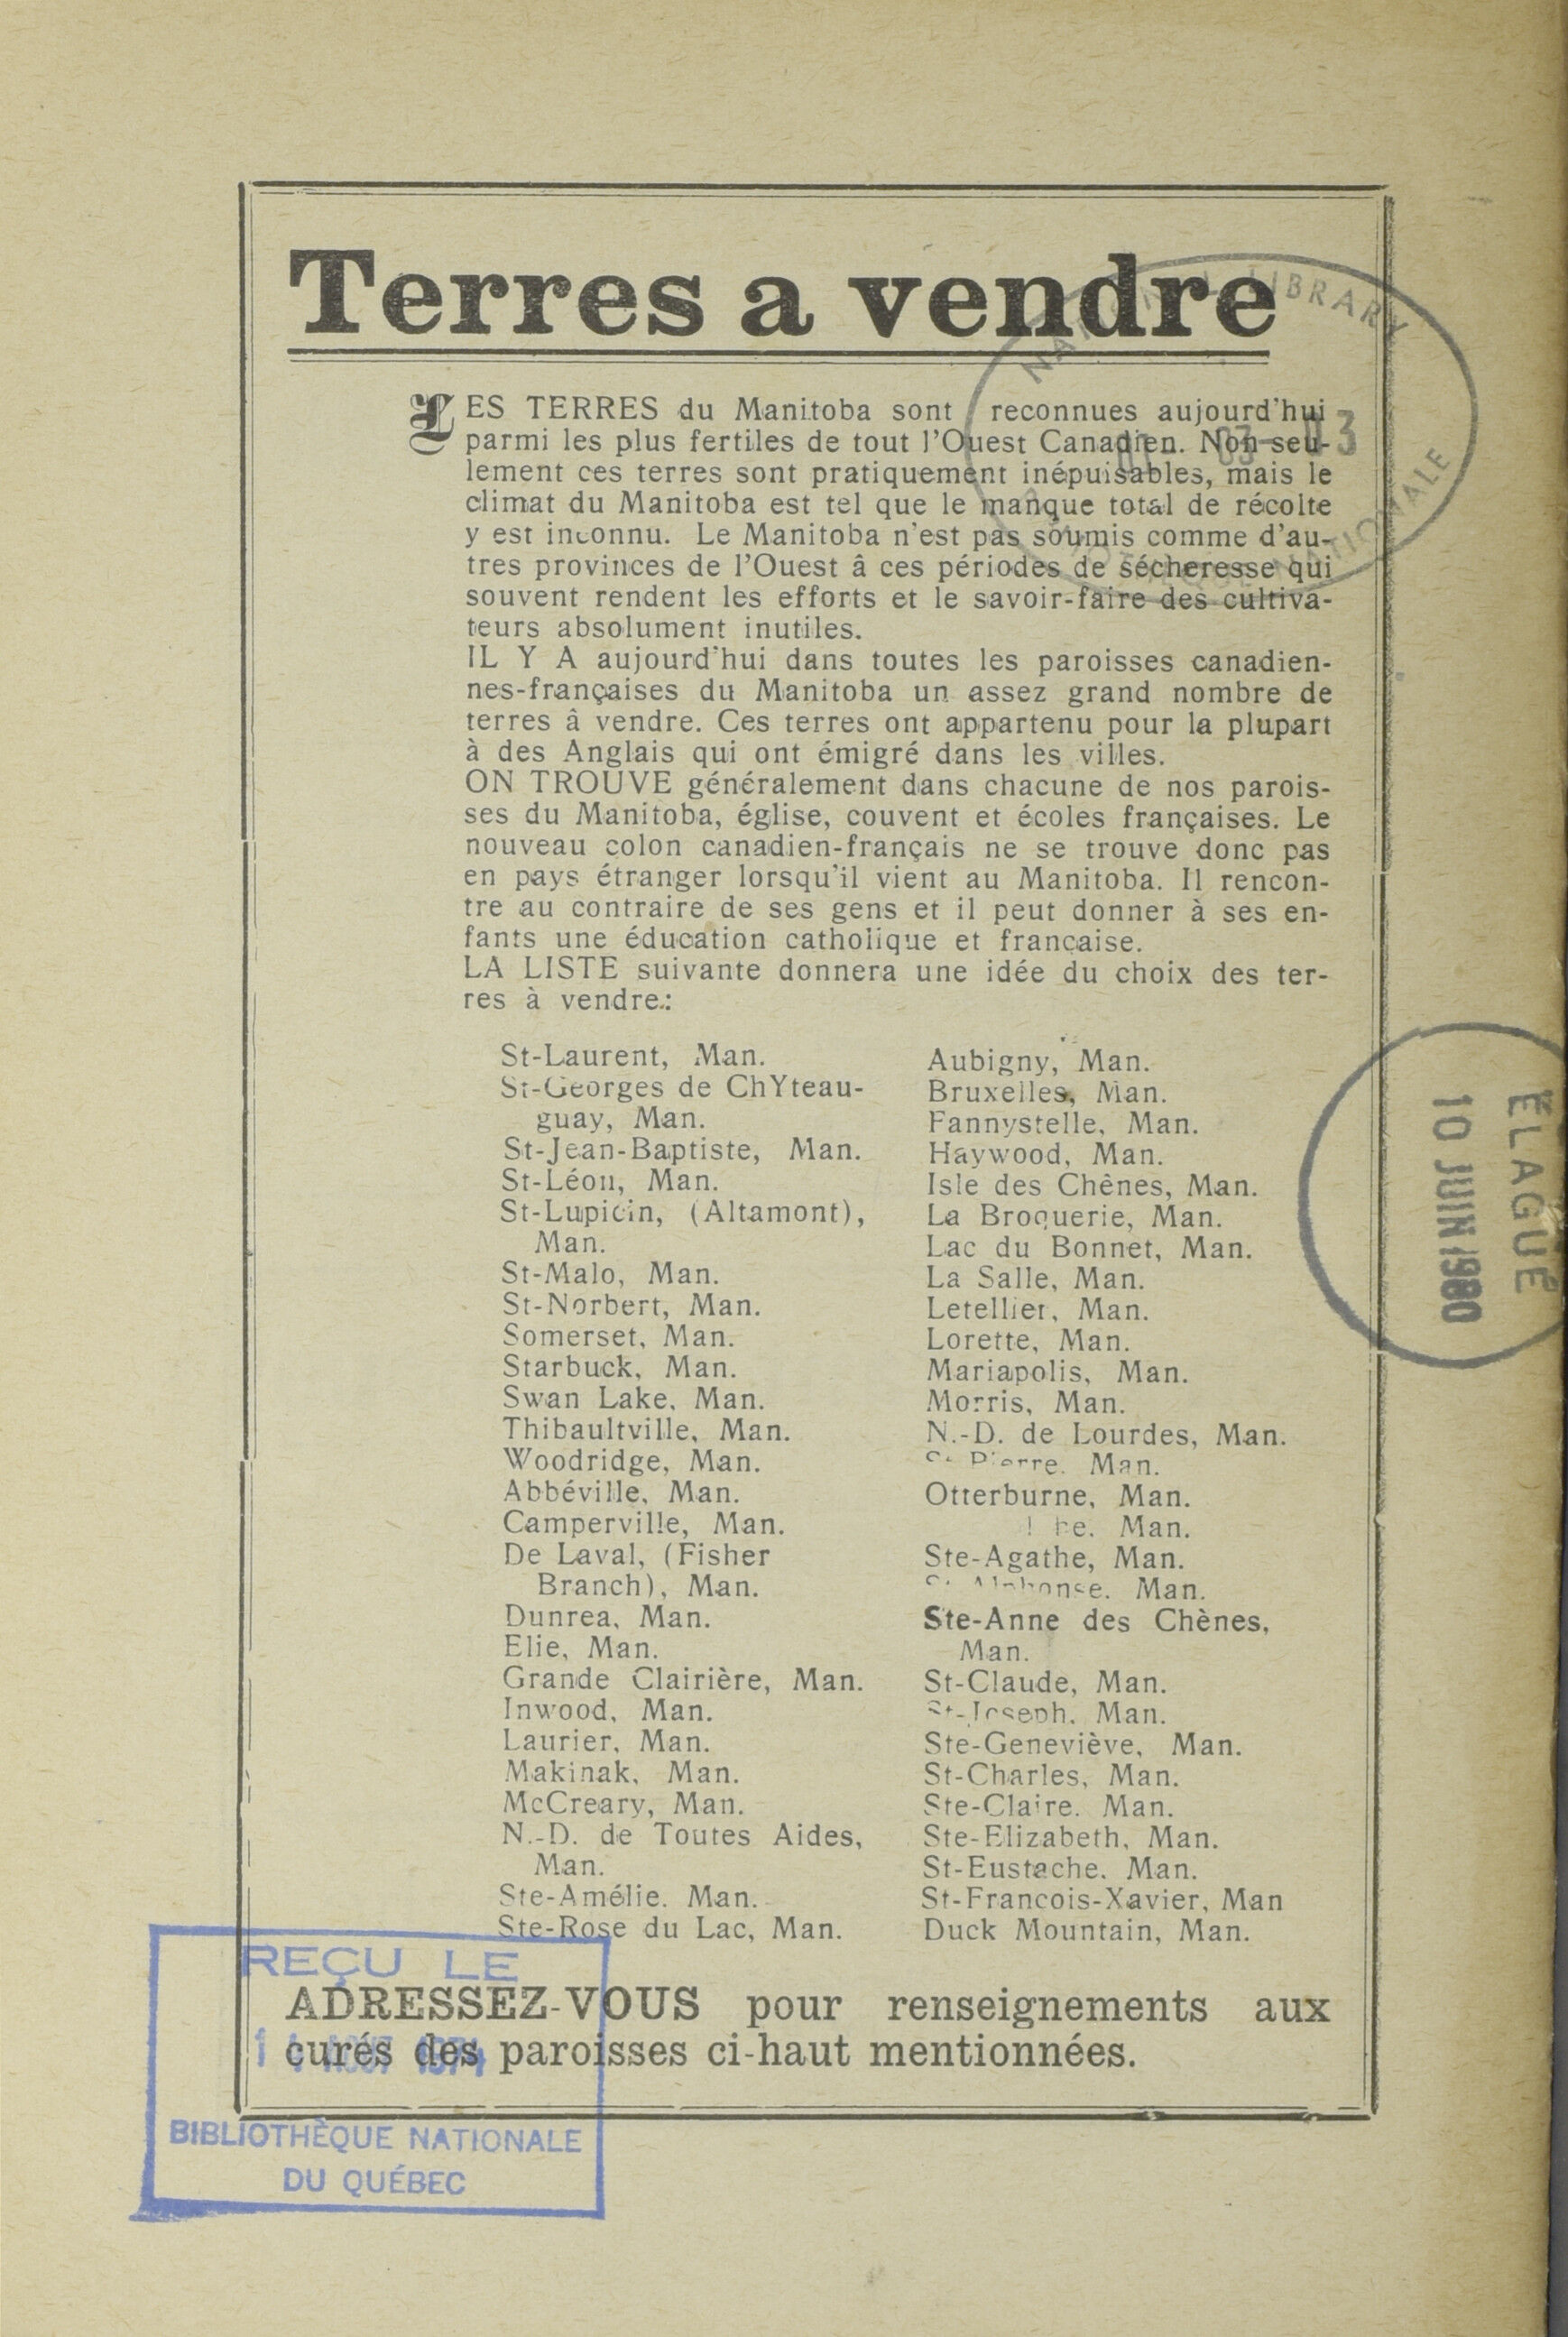 Terres a vendre
LES TERRES du Manitoba sont reconnues aujourd'hui
parmi les plus fertiles de tout l'Ouest Canadien. Non seu-
lement ces terres sont pratiquement inépuisables, mais le
climat du Manitoba est tel que le manque total de récolte
y est inconnu. Le Manitoba n'est pas soumis comme d'au-
tres provinces de l'Ouest â ces périodes de sécheresse qui
souvent rendent les efforts et le savoir-faire des cultiva-
teurs absolument inutiles.
IL Y A aujourd'hui dans toutes les paroisses canadien-
nes-françaises du Manitoba un assez grand nombre de
terres â vendre. Ces terres ont appartenu pour la plupart
à des Anglais qui ont émigré dans les villes.
ON TROUVE généralement dans chacune de nos parois-
ses du Manitoba, église, couvent et écoles françaises. Le
nouveau colon canadien-français ne se trouve donc pas
en pays étranger lorsqu'il vient au Manitoba. Il rencon-
tre au contraire de ses gens et il peut donner à ses en-
fants une éducation catholique et francaise.
LA LISTE suivante donnera une idée du choix des ter-
res à vendre.:
St-Laurent, Man.
St-Georges de ChYteau-
guay, Man.
St-Jean-Baptiste, Man.
St-Léon, Man.
St-Lupicin, (Altamont),
Man.
St-Malo, Man.
St-Norbert, Man.
Somerset, Man.
Starbuck, Man.
Swan Lake, Man.
Thibaultville, Man.
Woodridge, Man.
Abbéville, Man.
Camperville, Man.
De Laval, (Fisher
Branch), Man.
Dunrea, Man.
Elie, Man.
Grande Clairière, Man.
Inwood, Man.
Laurier, Man.
Makinak, Man.
McCreary, Man.
N.-D. de Toutes Aides,
Man.
Ste-Amélie. Man.
Ste-Rose du Lac, Man.
Aubigny, Man.
Bruxelles, Man.
Fannystelle, Man.
Haywood, Man.
Isle des Chênes, Man.
La Broquerie, Man.
Lac du Bonnet, Man.
La Salle, Man.
Letellier, Man.
Lorette, Man.
Mariapolis, Man.
Morris, Man.
N.-D. de Lourdes, Man.
St Pierre. Man.
Otterburne, Man.
Man.
Ste-Agathe, Man.
St Alphonse. Man.
Ste-Anne des Chènes,
Man.
St-Claude, Man.
St-Joseph, Man.
Ste-Geneviève, Man.
St-Charles, Man.
Ste-Claire. Man.
Ste-Elizabeth, Man.
St-Eustache. Man.
St-Francois-Xavier, Man
Duck Mountain, Man.
ADRESSEZ-VOUS pour renseignements aux
curés des paroisses ci-haut mentionnées.
NATIONAL LIBRARY
NATIONALE
ÉLAGUÉ
10 JUIN 1980
REÇU LE
AOUT 1974
BIBLIOTHÈQUE NATIONALE
DU QUÉBEC